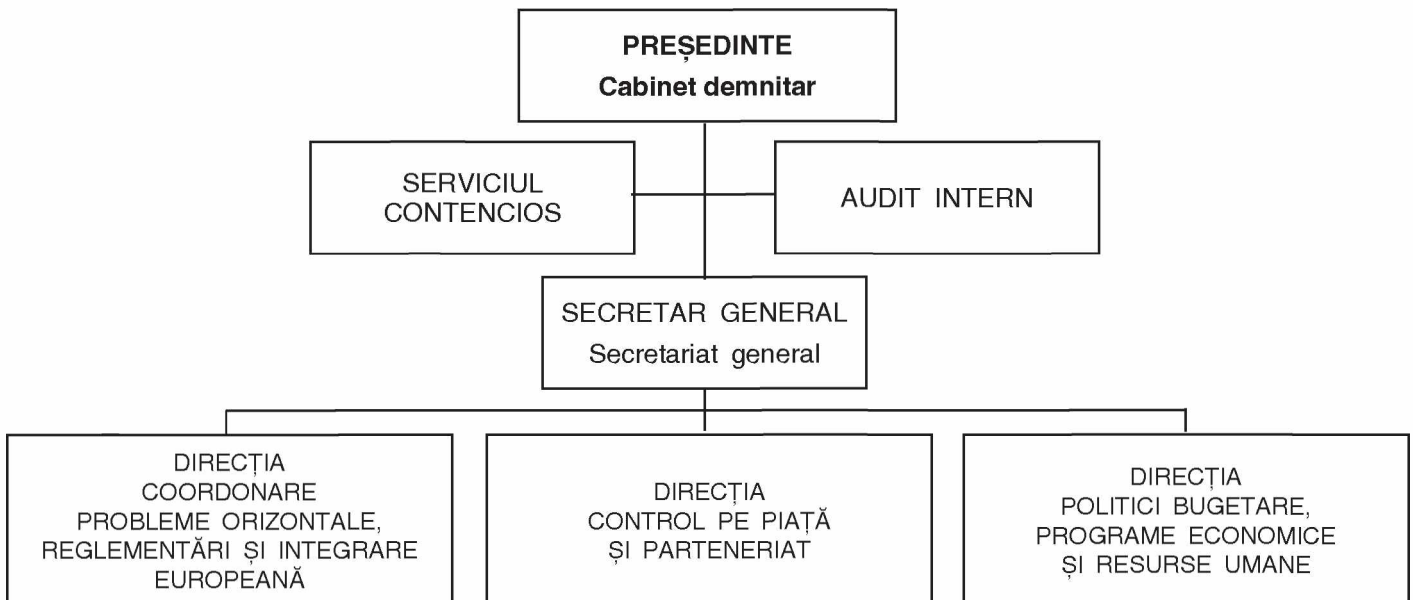 PREȘEDINTE
Cabinet demnitar
SERVICIUL
CONTENCIOS
AUDIT INTERN
SECRETAR GENERAL
Secretariat general
DIRECȚIA
COORDONARE
PROBLEME ORIZONTALE,
REGLEMENTĂRI ȘI INTEGRARE
EUROPEANĂ
DIRECȚIA
CONTROL PE PIAȚĂ
ȘI PARTENERIAT
DIRECȚIA
POLITICI BUGETARE,
PROGRAME ECONOMICE
ȘI RESURSE UMANE